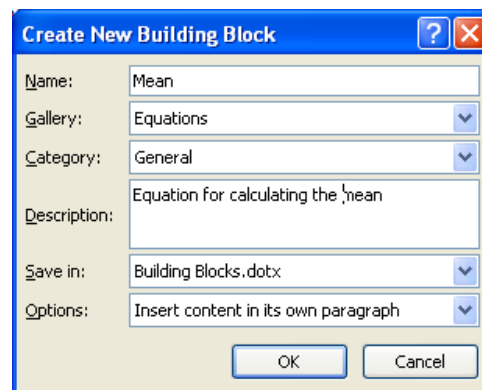 Create New Building Block
Name: Mean
Gallery: Equations
Category: General
Description: Equation for calculating the mean
Save in: Building Blocks.dotx
Options: Insert content in its own paragraph
OK Cancel